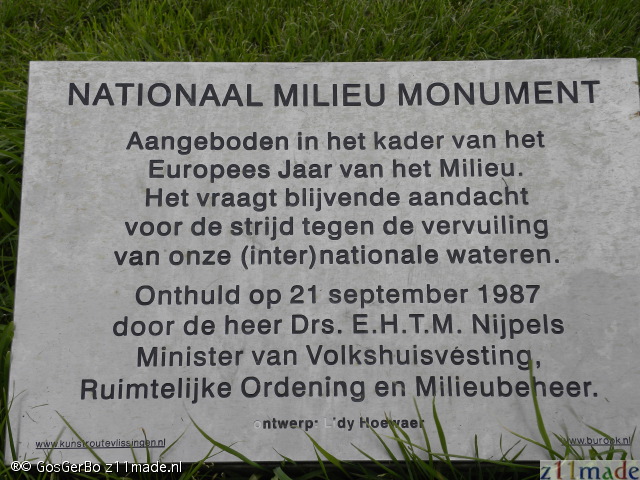 NATIONAAL MILIEU MONUMENT
Aangeboden in het kader van het
Europees Jaar van het Milieu.
Het vraagt blijvende aandacht
voor de strijd tegen de vervuiling
van onze (inter)nationale wateren.
Onthuld op 21 september 1987
door de heer Drs. E.H.T.M. Nijpels
Minister van Volkshuisvesting,
Ruimtelijke Ordening en Milieubeheer.
ontwerp: Hoewaer
www.kunstroutevlissingen.nl
© GosGerBo z11made.nl
z11made